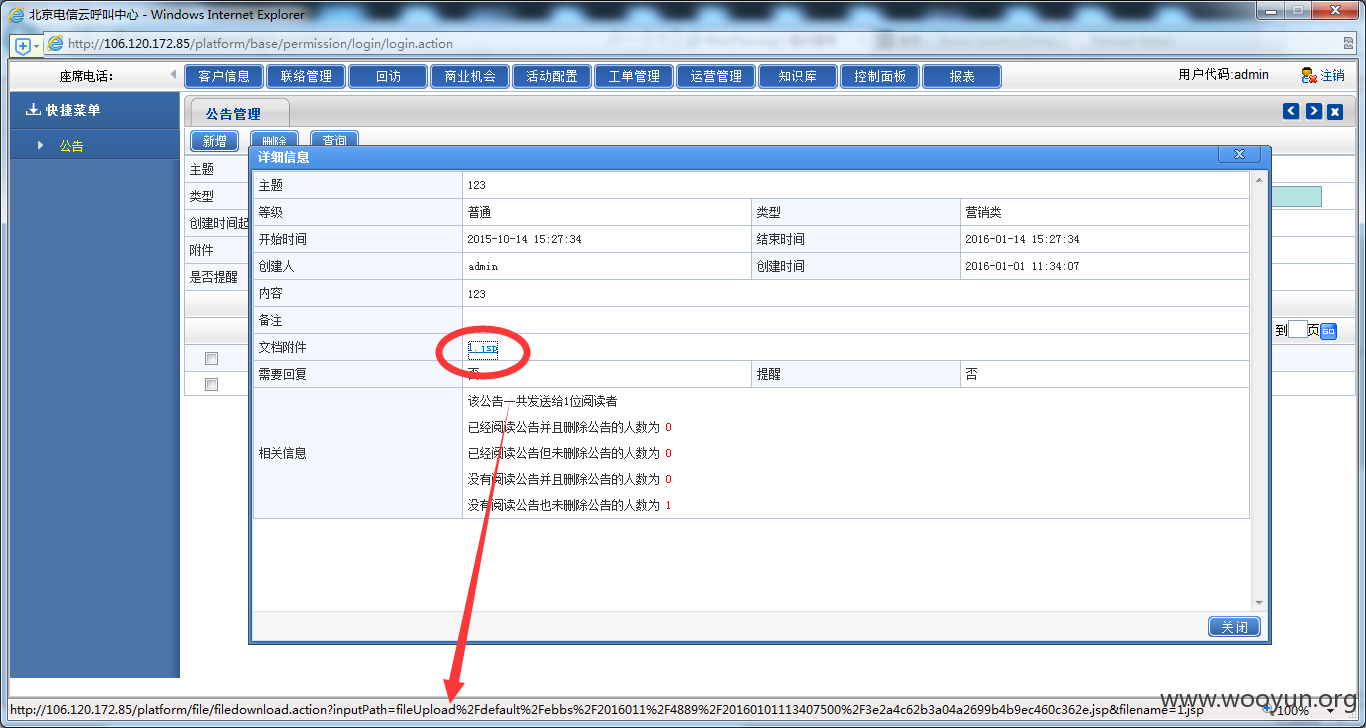 北京电信云呼叫中心 - Windows Internet Explorer
http://106.120.172.85/platform/base/permission/login/login.action
座席电话：
客户信息 联络管理 回访 商业机会 活动配置 工单管理 运营管理 知识库 控制面板 报表
用户代码:admin 注销
快捷菜单
公告
公告管理
新增 删除 查询
主题
类型
创建时间起
附件
是否提醒
到 页 GO
详细信息
主题 123
等级 普通 类型 营销类
开始时间 2015-10-14 15:27:34 结束时间 2016-01-14 15:27:34
创建人 admin 创建时间 2016-01-01 11:34:07
内容 123
备注
文档附件 1.jsp
需要回复 否 提醒 否
相关信息
该公告一共发送给1位阅读者
已经阅读公告并且删除公告的人数为 0
已经阅读公告但未删除公告的人数为 0
没有阅读公告并且删除公告的人数为 0
没有阅读公告也未删除公告的人数为 1
关闭
www.wooyun.org
http://106.120.172.85/platform/file/filedownload.action?inputPath=fileUpload%2Fdefault%2Febbs%2F2016011%2F4889%2F20160101113407500%2F3e2a4c62b3a04a2699b4b9ec460c362e.jsp&filename=1.jsp
100%